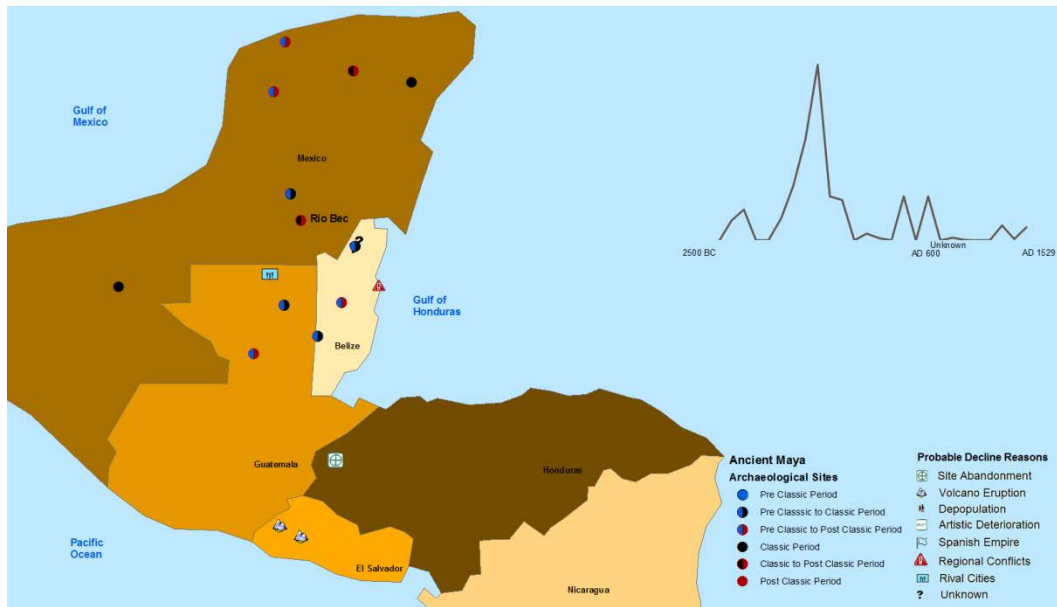 Gulf of
Mexico
Mexico
Rio Bec
?
Gulf of
Honduras
Belize
Guatemala
Honduras
El Salvador
Nicaragua
Pacific
Ocean
2500 BC
Unknown
AD 600
AD 1529
Ancient Maya
Archaeological Sites
Pre Classic Period
Pre Classsic to Classic Period
Pre Classic to Post Classic Period
Classic Period
Classic to Post Classic Period
Post Classic Period
Probable Decline Reasons
Site Abandonment
Volcano Eruption
Depopulation
Artistic Deterioration
Spanish Empire
Regional Conflicts
Rival Cities
? Unknown